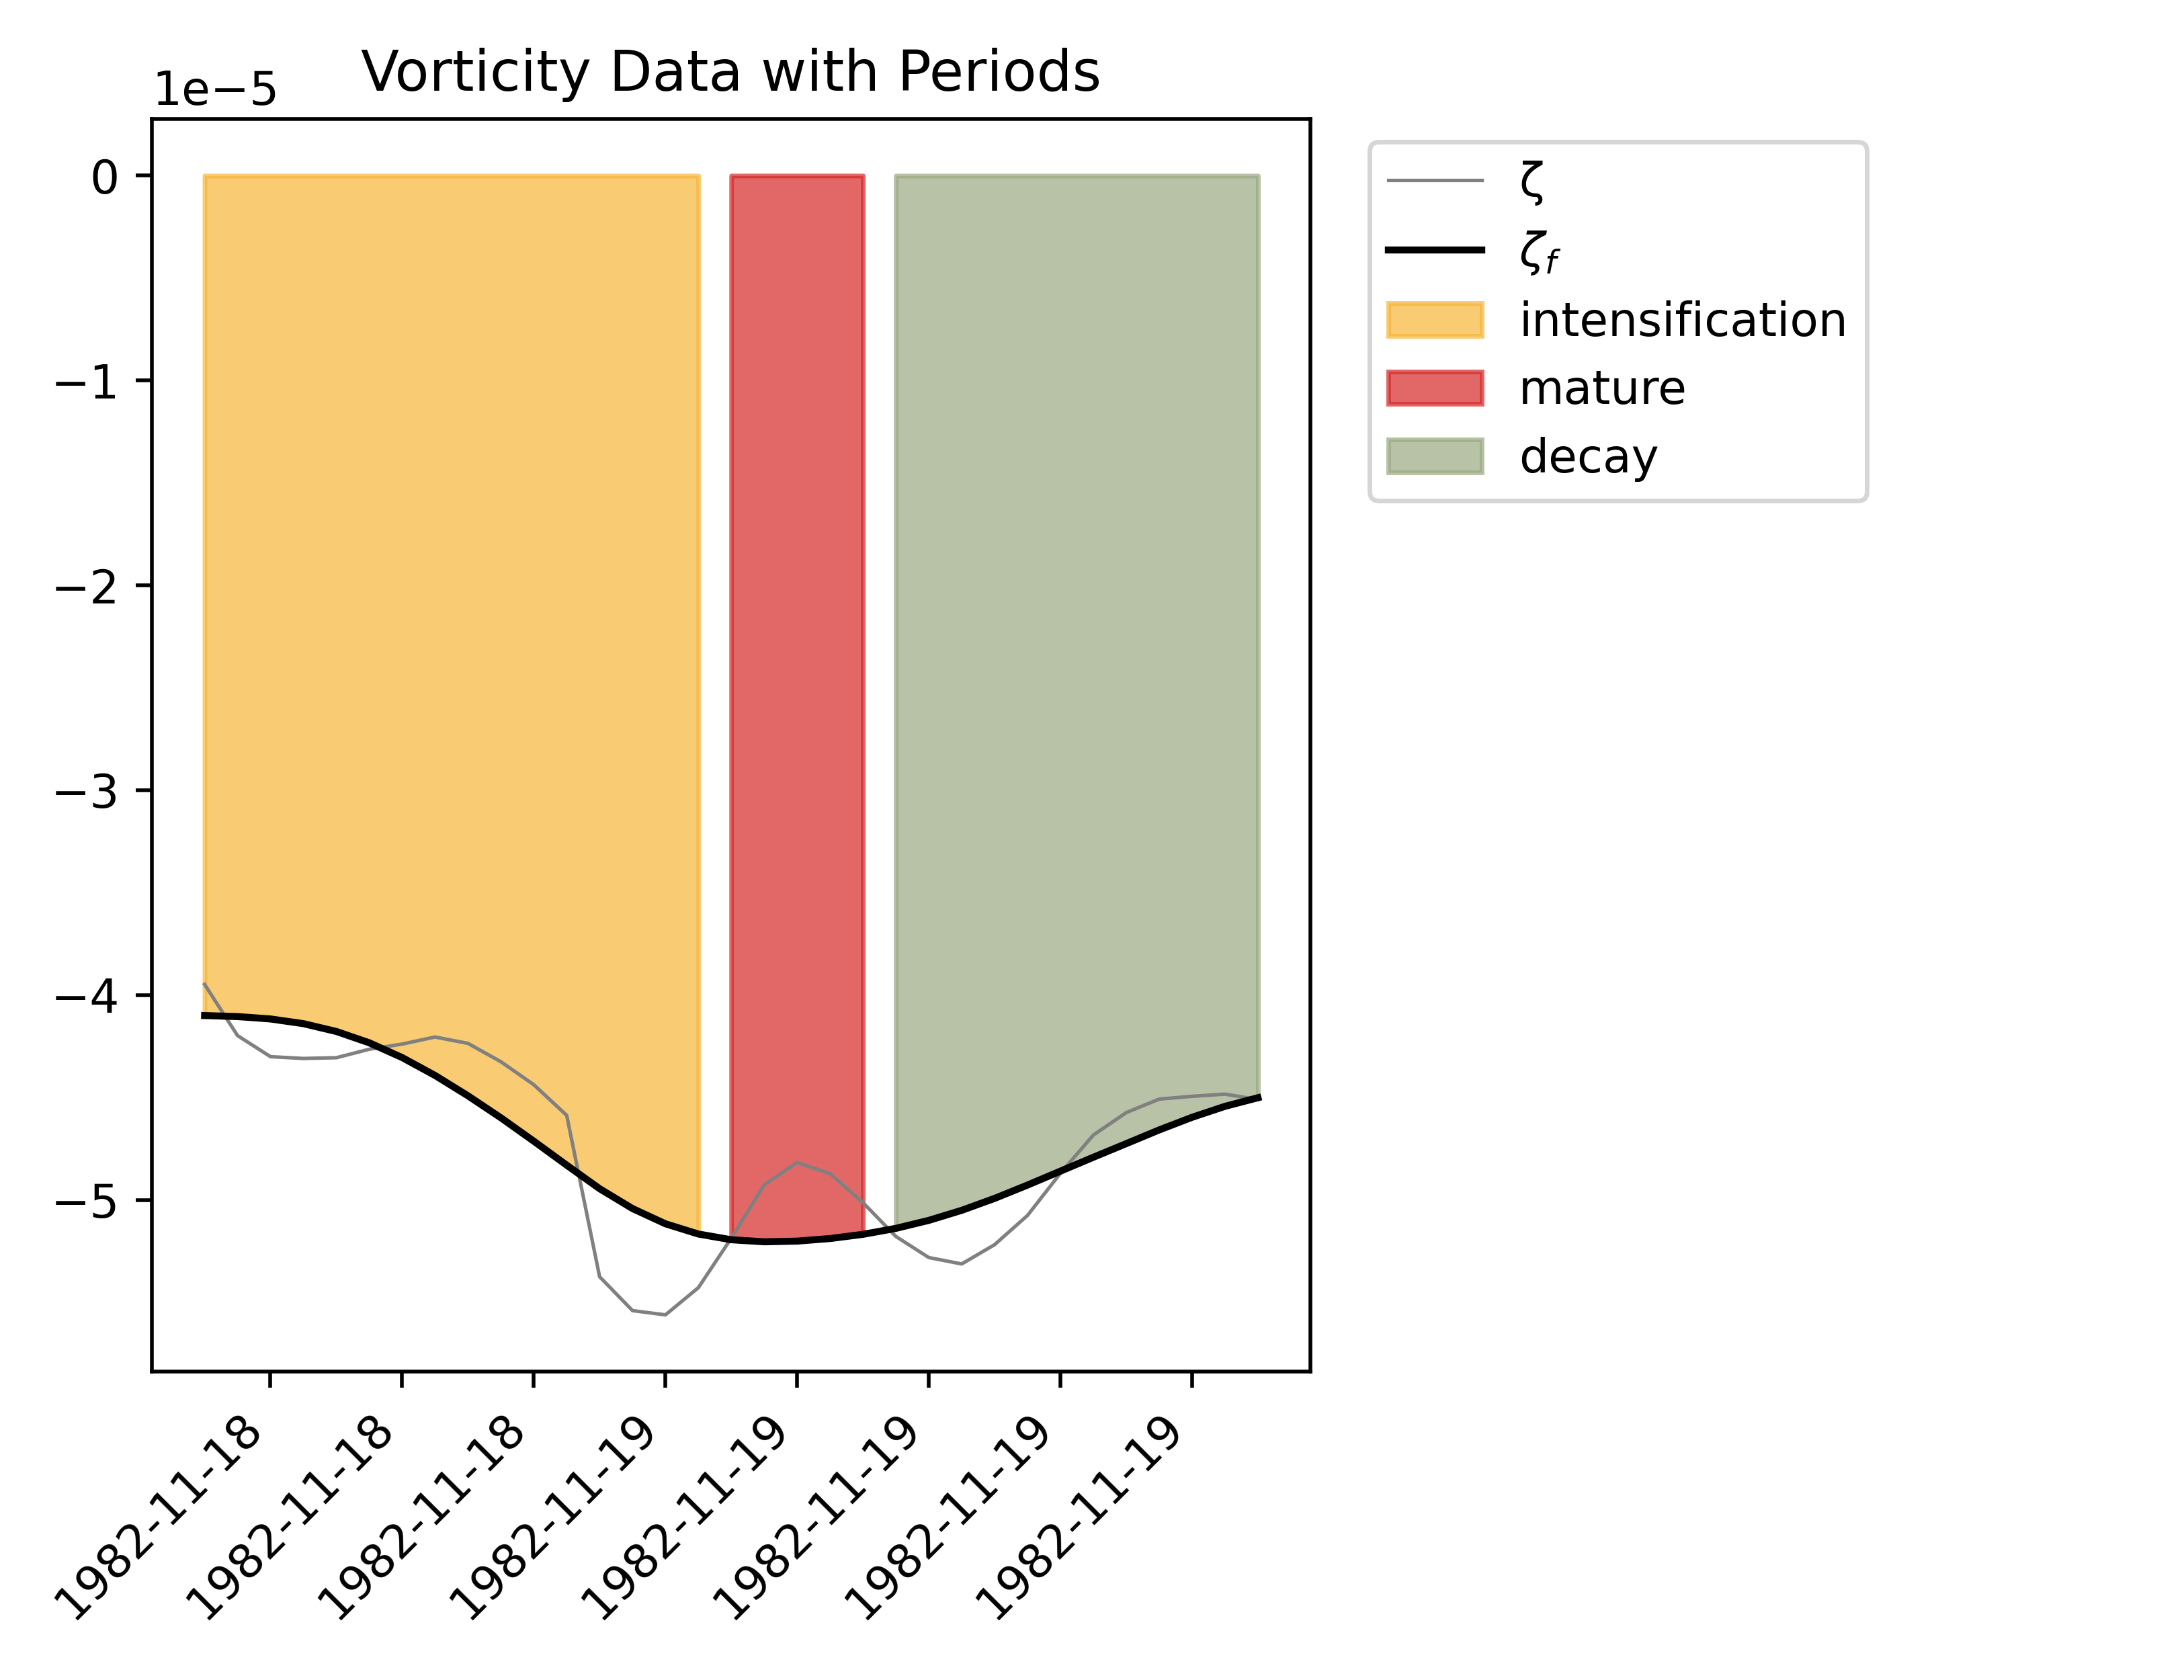 Vorticity Data with Periods
1e−5
0
−1
−2
−3
−4
−5
1982-11-18
1982-11-18
1982-11-18
1982-11-19
1982-11-19
1982-11-19
1982-11-19
1982-11-19
ζ
ζf
intensification
mature
decay